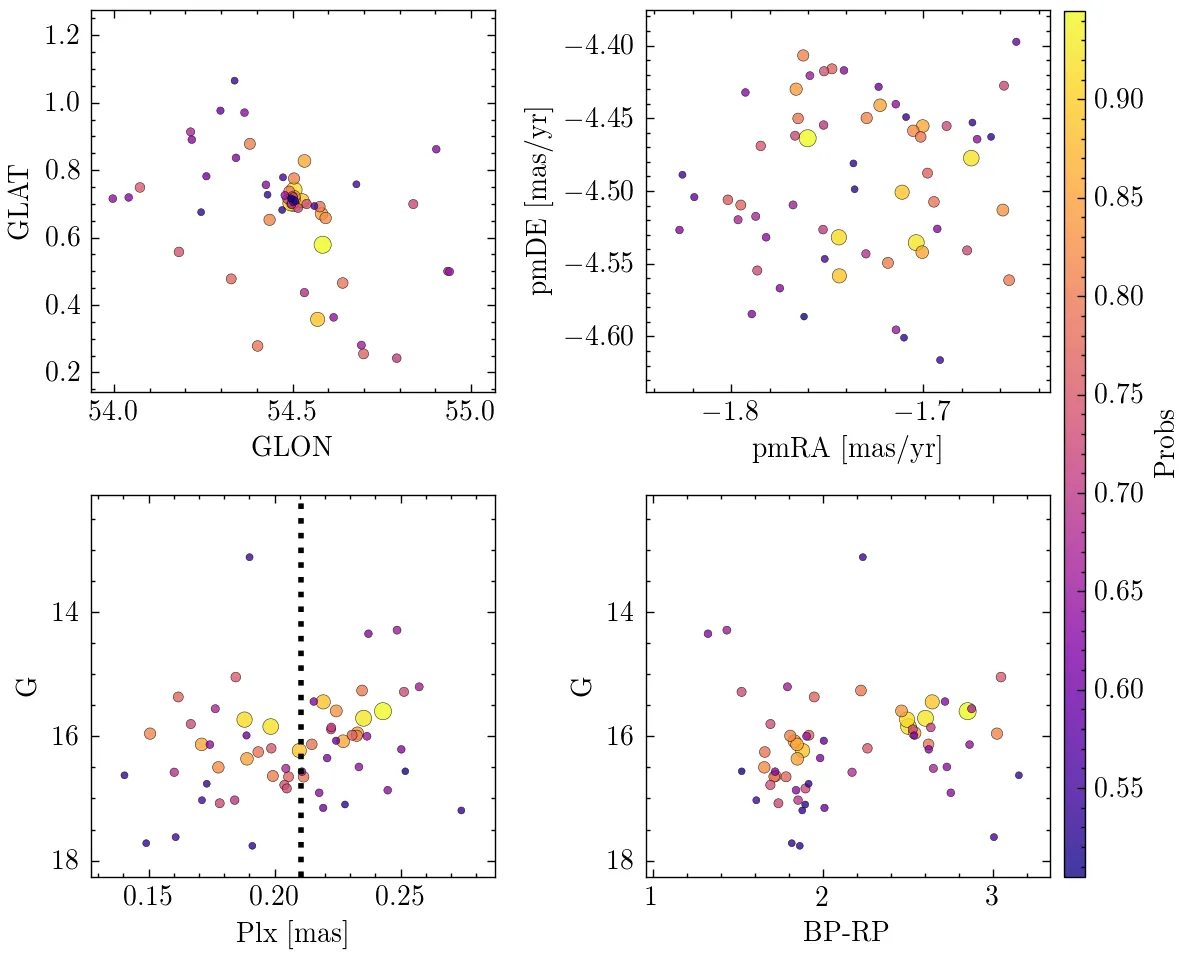 1.2
1.0
0.8
0.6
0.4
0.2
GLAT
54.0 54.5 55.0
GLON
−4.40
−4.45
−4.50
−4.55
−4.60
pmDE [mas/yr]
−1.8 −1.7
pmRA [mas/yr]
14
16
18
G
0.15 0.20 0.25
Plx [mas]
14
16
18
G
1 2 3
BP-RP
0.90
0.85
0.80
0.75
0.70
0.65
0.60
0.55
Probs